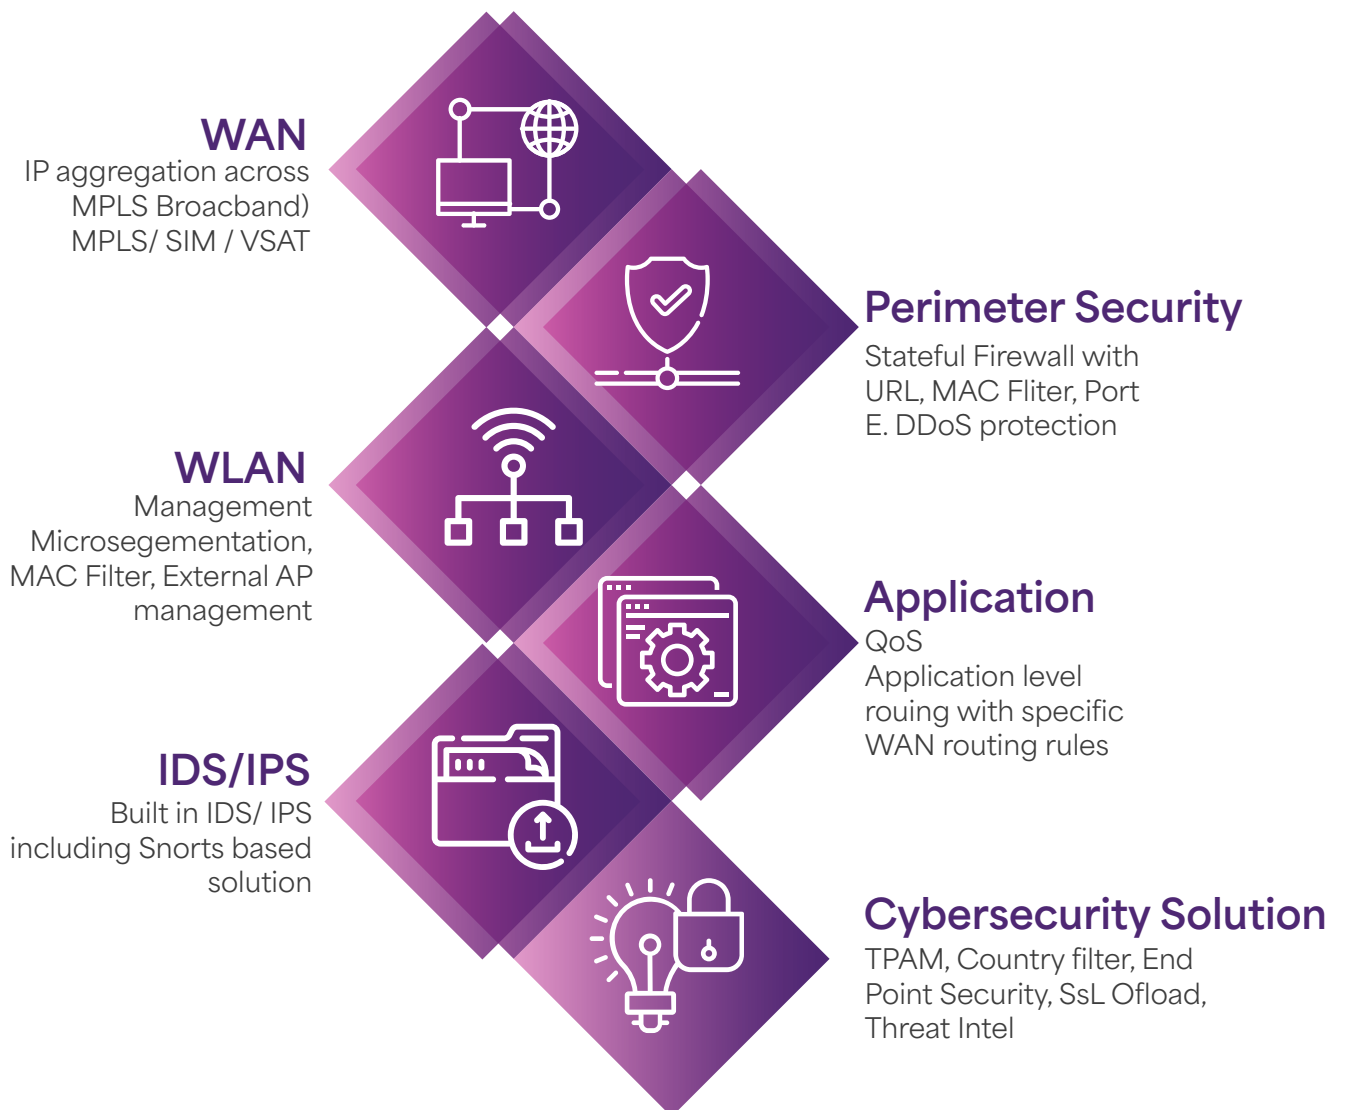 WAN
IP aggregation across
MPLS Broacband)
MPLS/ SIM / VSAT
Perimeter Security
Stateful Firewall with
URL, MAC Fliter, Port
E. DDoS protection
WLAN
Management
Microsegementation,
MAC Filter, External AP
management
Application
QoS
Application level
rouing with specific
WAN routing rules
IDS/IPS
Built in IDS/ IPS
including Snorts based
solution
Cybersecurity Solution
TPAM, Country filter, End
Point Security, SsL Ofload,
Threat Intel